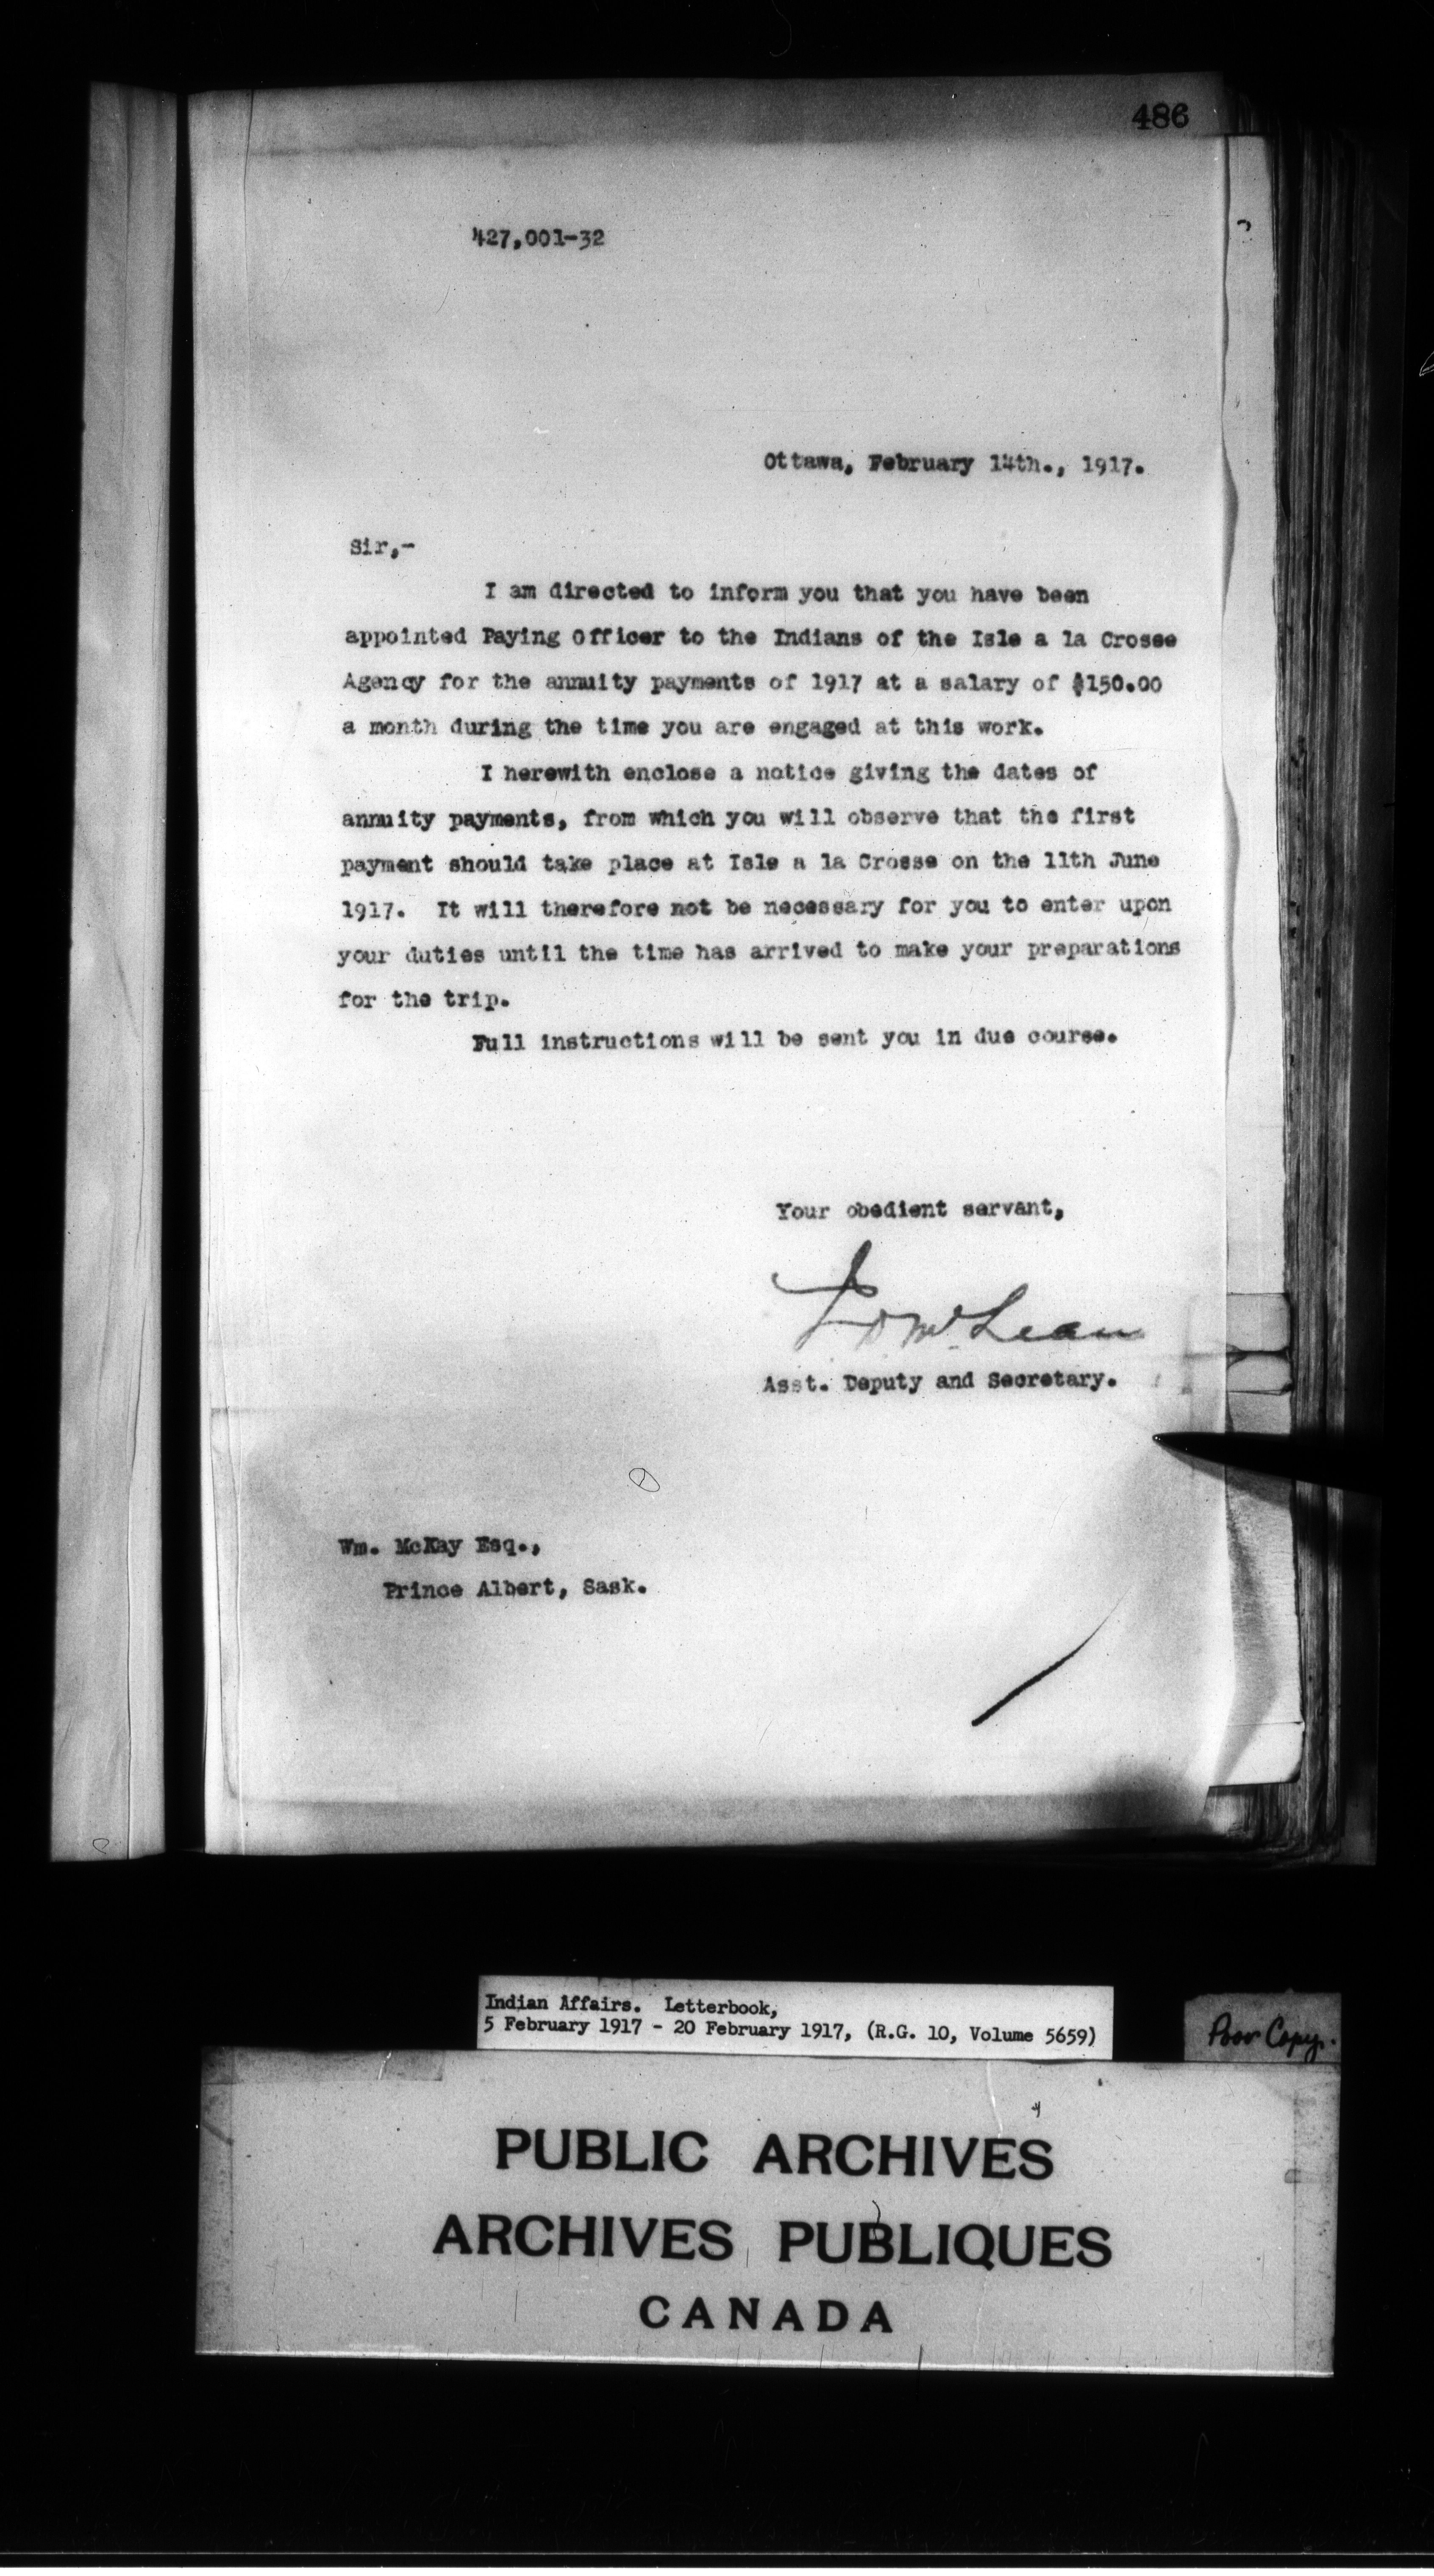 486
427,001-32
Ottawa, February 14th., 1917.
Sir,-
I am directed to inform you that you have been
appointed Paying Officer to the Indians of the Isle a la Crosse
Agency for the annuity payments of 1917 at a salary of $150.00
a month during the time you are engaged at this work.
I herewith enclose a notice giving the dates of
annuity payments, from which you will observe that the first
payment should take place at Isle a la Crosse on the 11th June
1917. It will therefore not be necessary for you to enter upon
your duties until the time has arrived to make your preparations
for the trip.
Full instructions will be sent you in due course.
Your obedient servant,
J D McLean
Asst. Deputy and Secretary.
Wm. McKay Esq.,
Prince Albert, Sask.
Indian Affairs. Letterbook,
5 February 1917 - 20 February 1917, (R.G. 10, Volume 5659)
Poor Copy.
PUBLIC ARCHIVES
ARCHIVES PUBLIQUES
CANADA